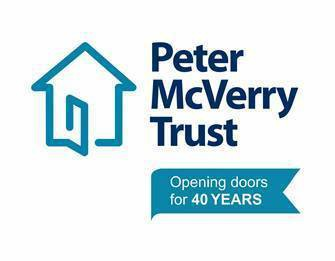 Peter
McVerry
Trust
Opening doors
for 40 YEARS